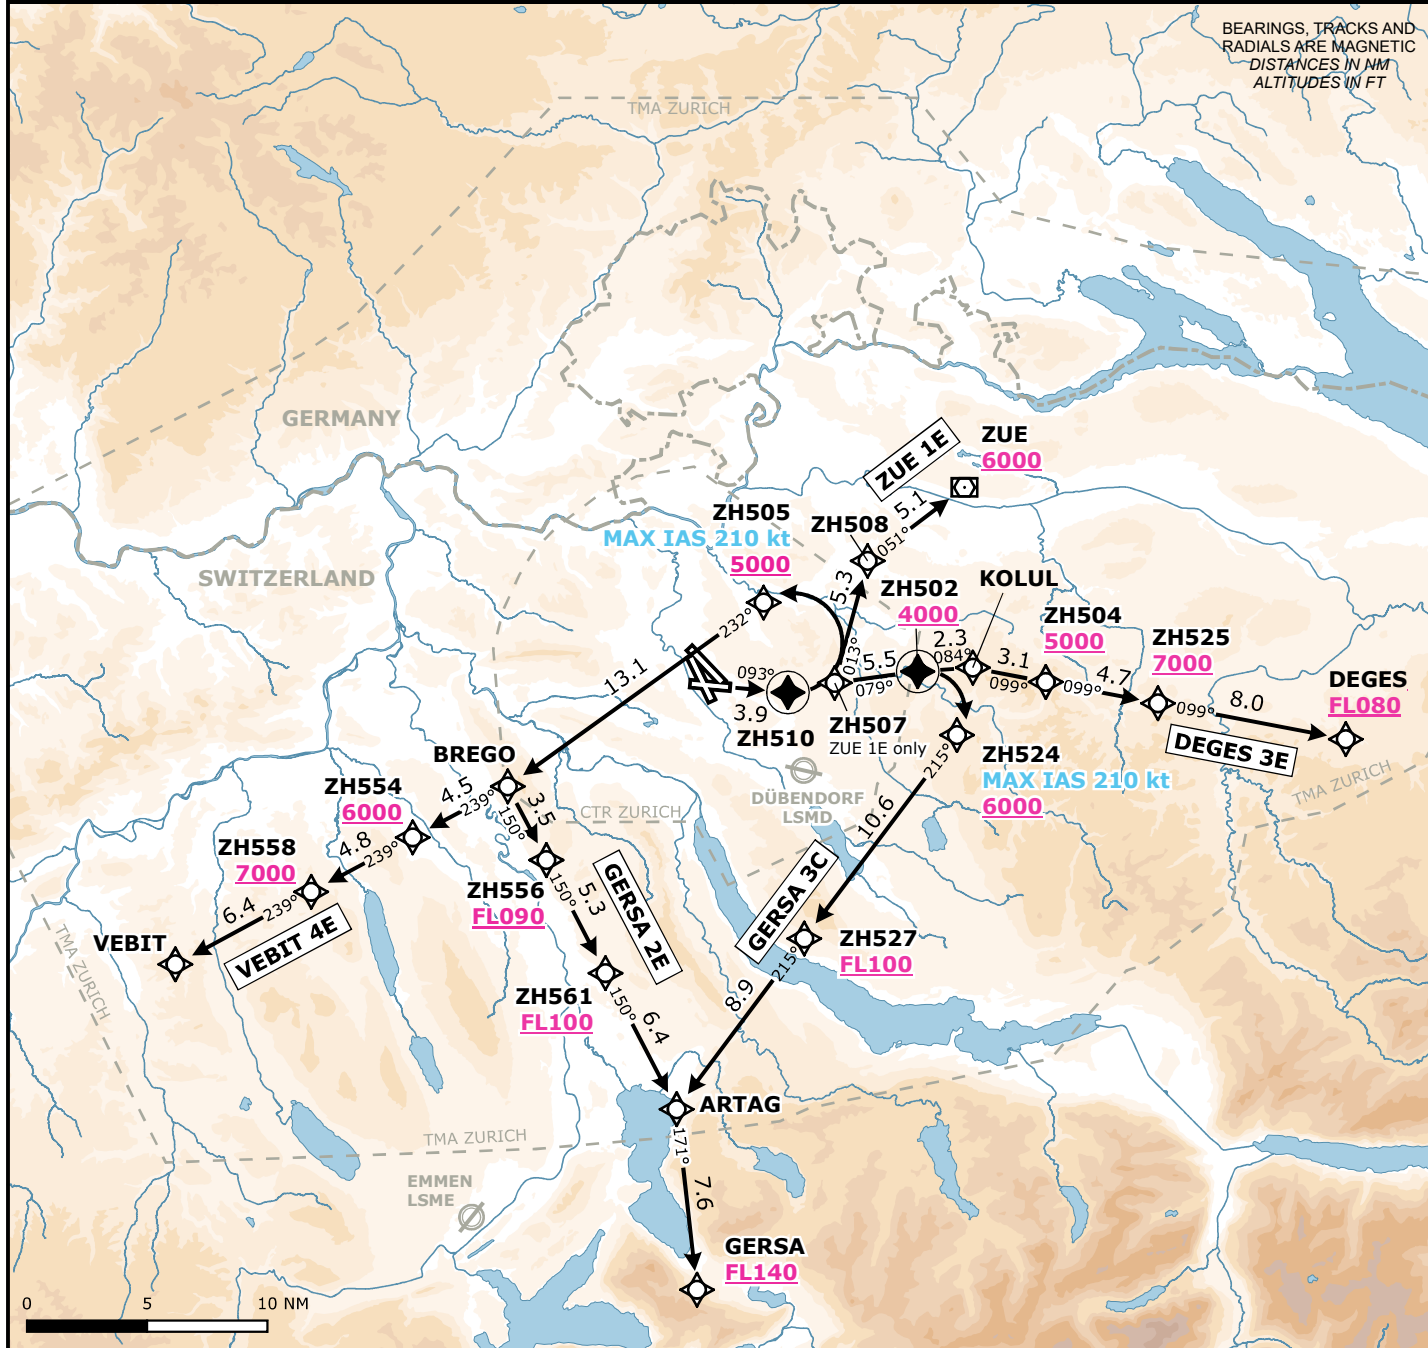 BEARINGS, TRACKS AND
RADIALS ARE MAGNETIC
DISTANCES IN NM
ALTITUDES IN FT
TMA ZURICH
GERMANY
SWITZERLAND
ZUE 1E
ZUE
6000
5.1
051°
ZH505
MAX IAS 210 kt
5000
ZH508
5.3
013°
ZH502
4000
KOLUL
2.3
084°
ZH504
5000
3.1
099°
ZH525
7000
4.7
099°
DEGES
FL080
8.0
099°
DEGES 3E
TMA ZURICH
232°
13.1
093°
3.9
ZH510
5.5
079°
ZH507
ZUE 1E only
ZH524
MAX IAS 210 kt
6000
215°
10.6
DÜBENDORF
LSMD
CTR ZURICH
BREGO
ZH554
6000
4.5
239°
3.5
150°
ZH558
7000
4.8
239°
VEBIT
6.4
239°
VEBIT 4E
TMA ZURICH
ZH556
FL090
5.3
150°
GERSA 2E
GERSA 3C
ZH527
FL100
215°
8.9
ZH561
FL100
150°
6.4
ARTAG
TMA ZURICH
171°
7.6
EMMEN
LSME
GERSA
FL140
0 5 10 NM